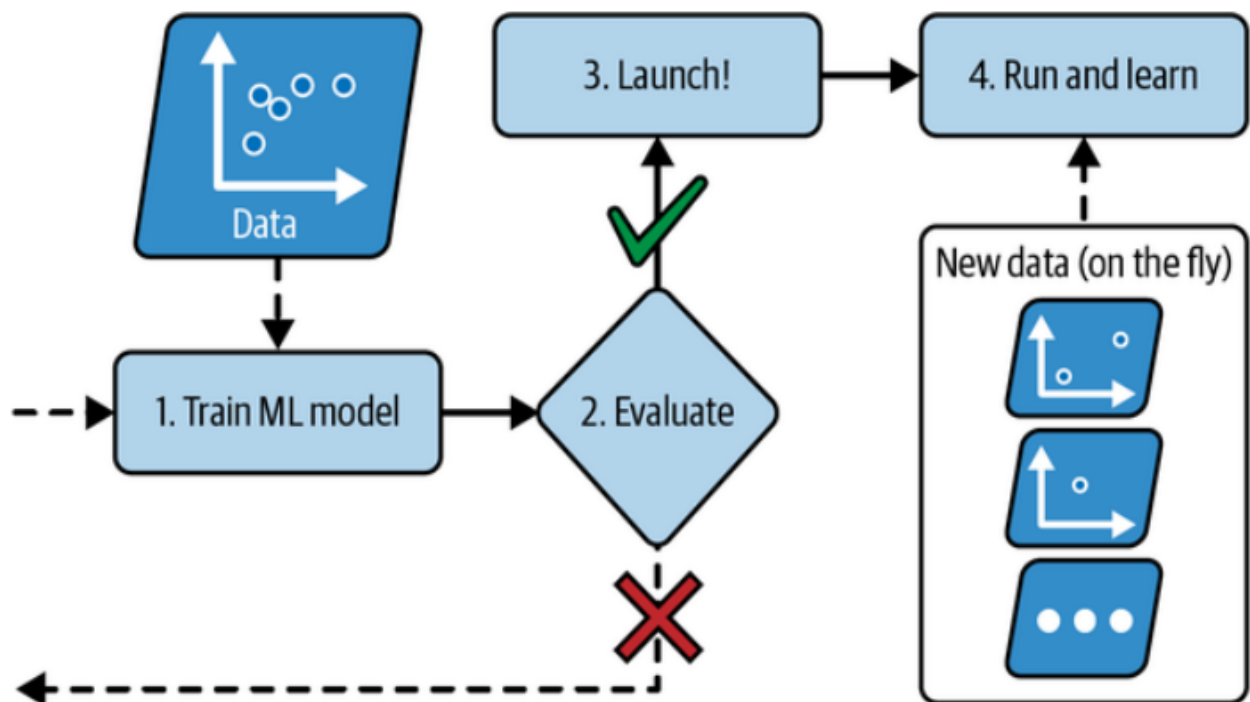 Data
1. Train ML model
2. Evaluate
3. Launch!
4. Run and learn
New data (on the fly)